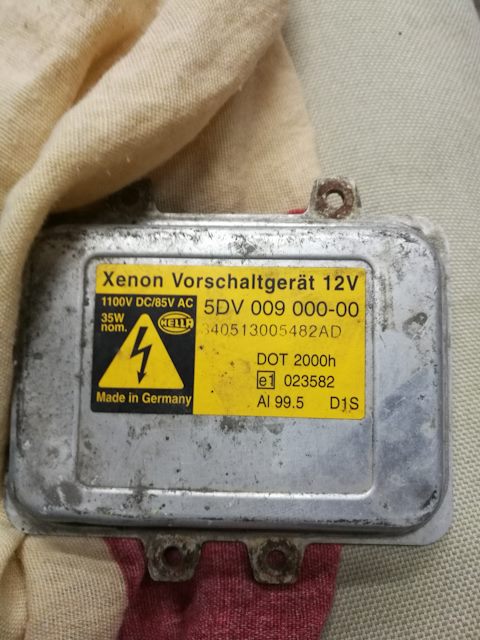 Xenon Vorschaltgerät 12V
1100V DC/85V AC
35W
nom.
HELLA
5DV 009 000-00
340513005482AD
DOT 2000h
e1 023582
Al 99.5 D1S
Made in Germany